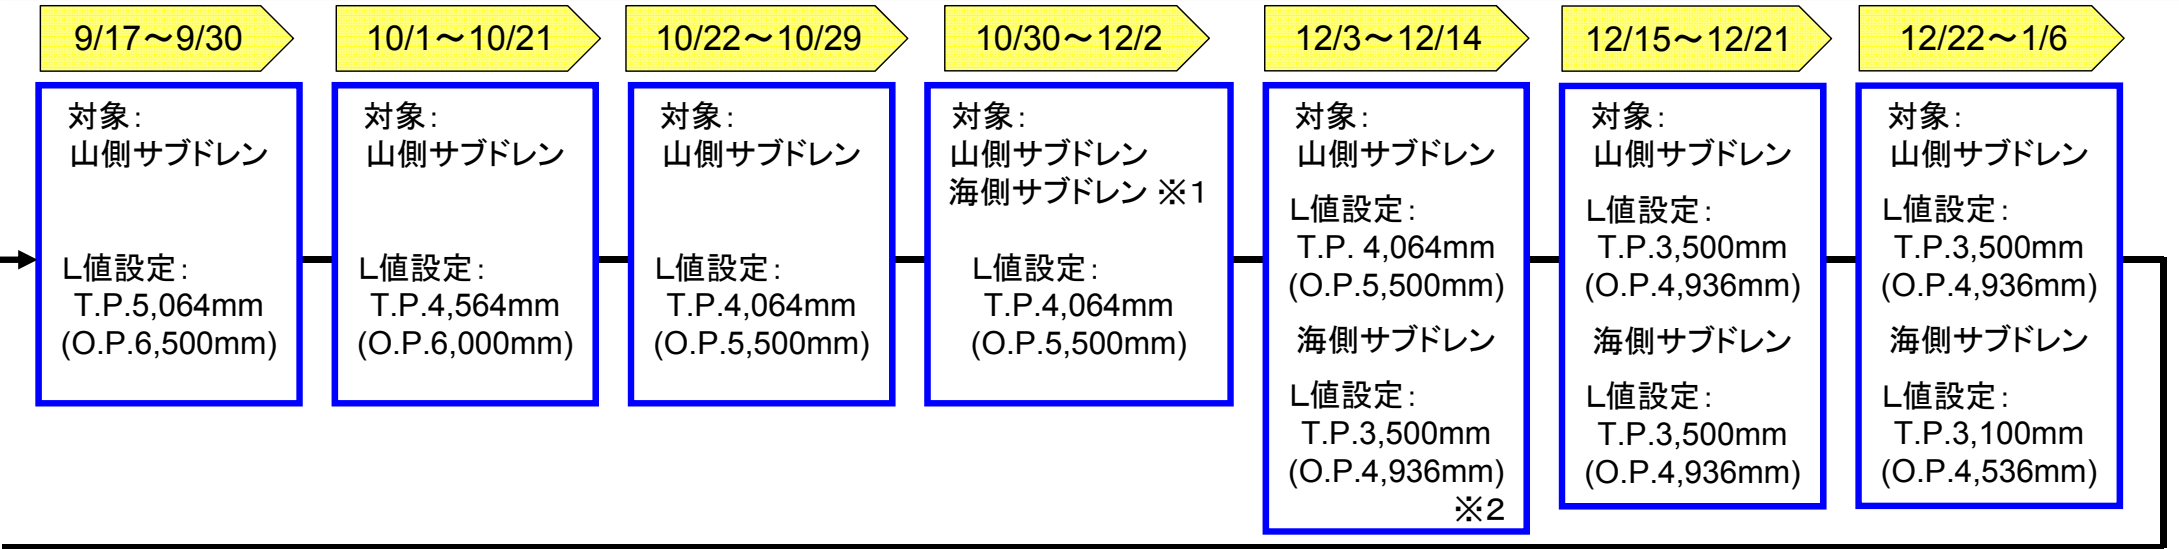 9/17～9/30
対象：
山側サブドレン
L値設定：
T.P.5,064mm
(O.P.6,500mm)
10/1～10/21
対象：
山側サブドレン
L値設定：
T.P.4,564mm
(O.P.6,000mm)
10/22～10/29
対象：
山側サブドレン
L値設定：
T.P.4,064mm
(O.P.5,500mm)
10/30～12/2
対象：
山側サブドレン
海側サブドレン ※1
L値設定：
T.P.4,064mm
(O.P.5,500mm)
12/3～12/14
対象：
山側サブドレン
L値設定：
T.P. 4,064mm
(O.P.5,500mm)
海側サブドレン
L値設定：
T.P.3,500mm
(O.P.4,936mm)
※2
12/15～12/21
対象：
山側サブドレン
L値設定：
T.P.3,500mm
(O.P.4,936mm)
海側サブドレン
L値設定：
T.P.3,500mm
(O.P.4,936mm)
12/22～1/6
対象：
山側サブドレン
L値設定：
T.P.3,500mm
(O.P.4,936mm)
海側サブドレン
L値設定：
T.P.3,100mm
(O.P.4,536mm)